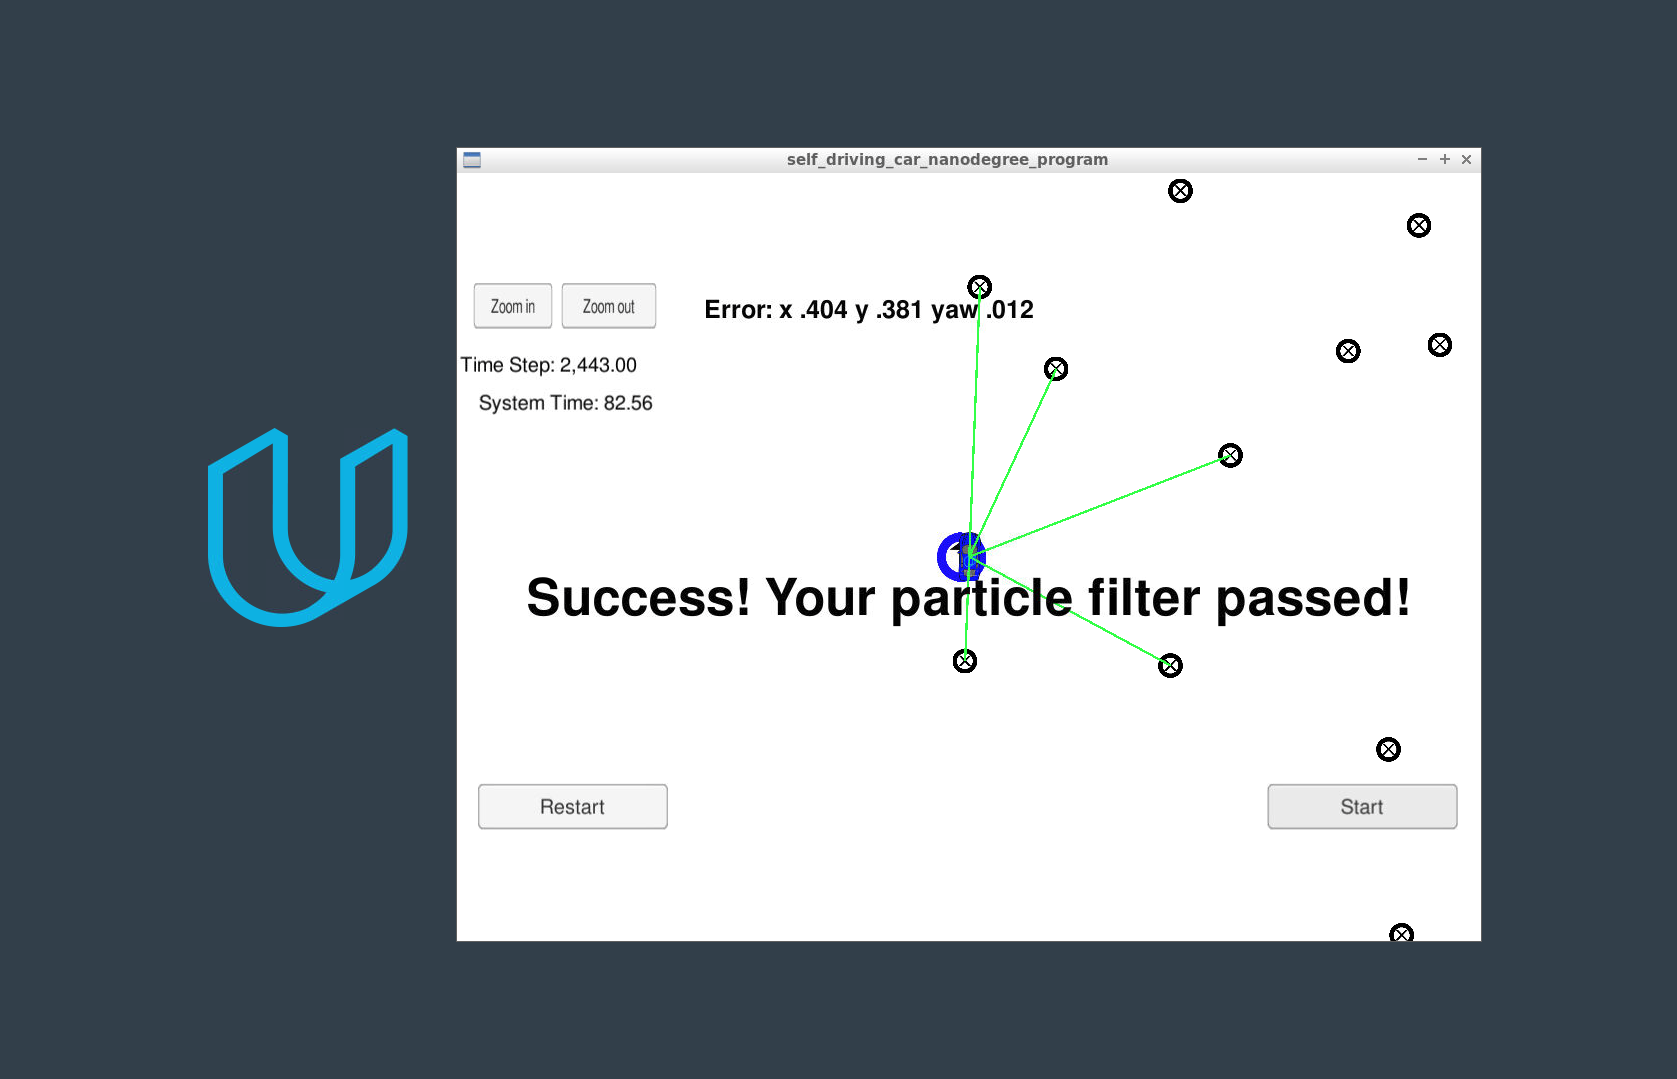 self_driving_car_nanodegree_program
Zoom in
Zoom out
Error: x .404 y .381 yaw .012
Time Step: 2,443.00
System Time: 82.56
Success! Your particle filter passed!
Restart
Start